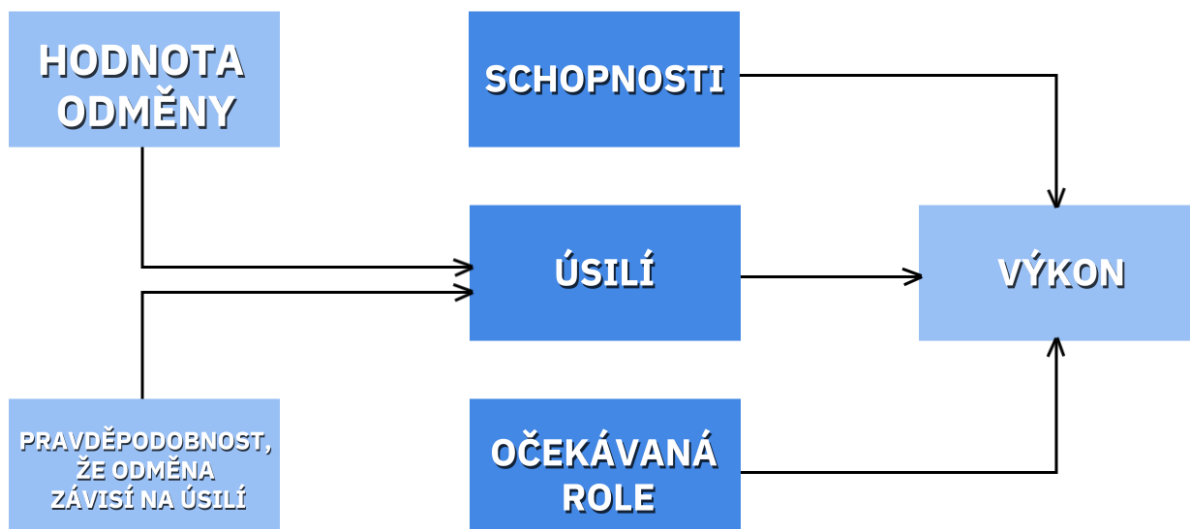 HODNOTA
ODMĚNY
SCHOPNOSTI
ÚSILÍ
VÝKON
PRAVDĚPODOBNOST,
ŽE ODMĚNA
ZÁVISÍ NA ÚSILÍ
OČEKÁVANÁ
ROLE